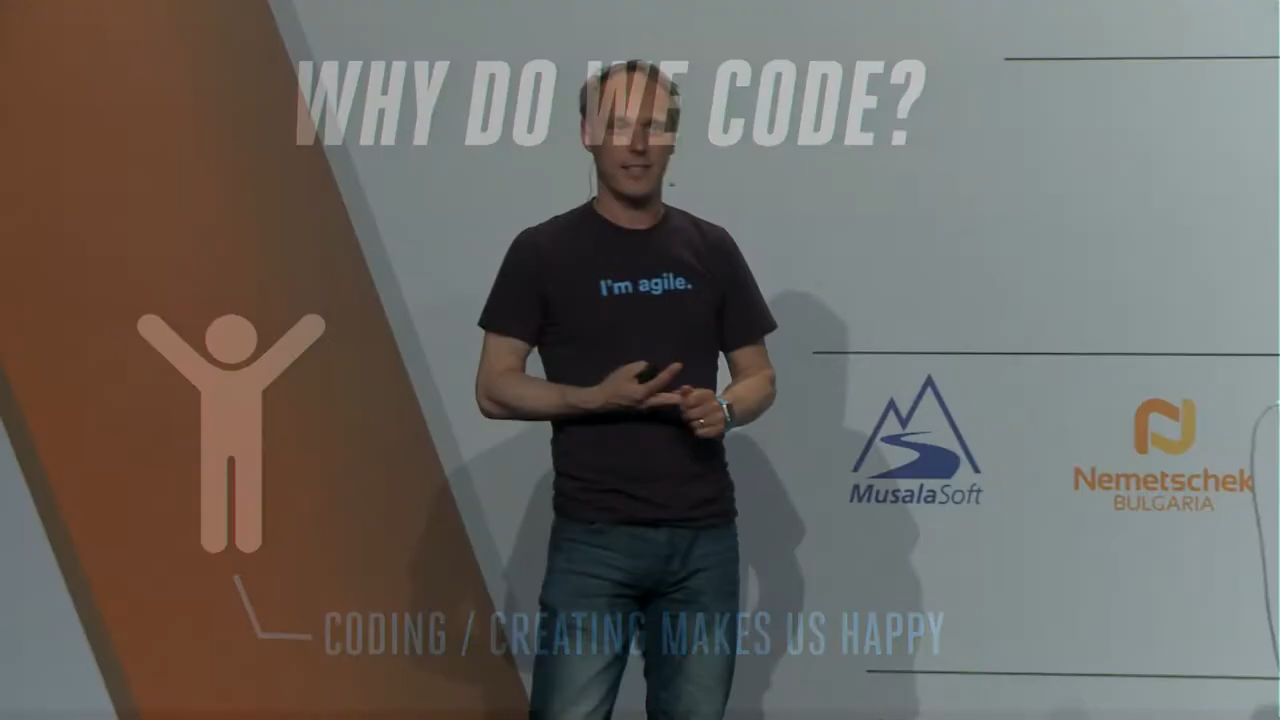 WHY DO WE CODE?
I'm agile.
MusalaSoft
Nemetschek
BULGARIA
CODING / CREATING MAKES US HAPPY